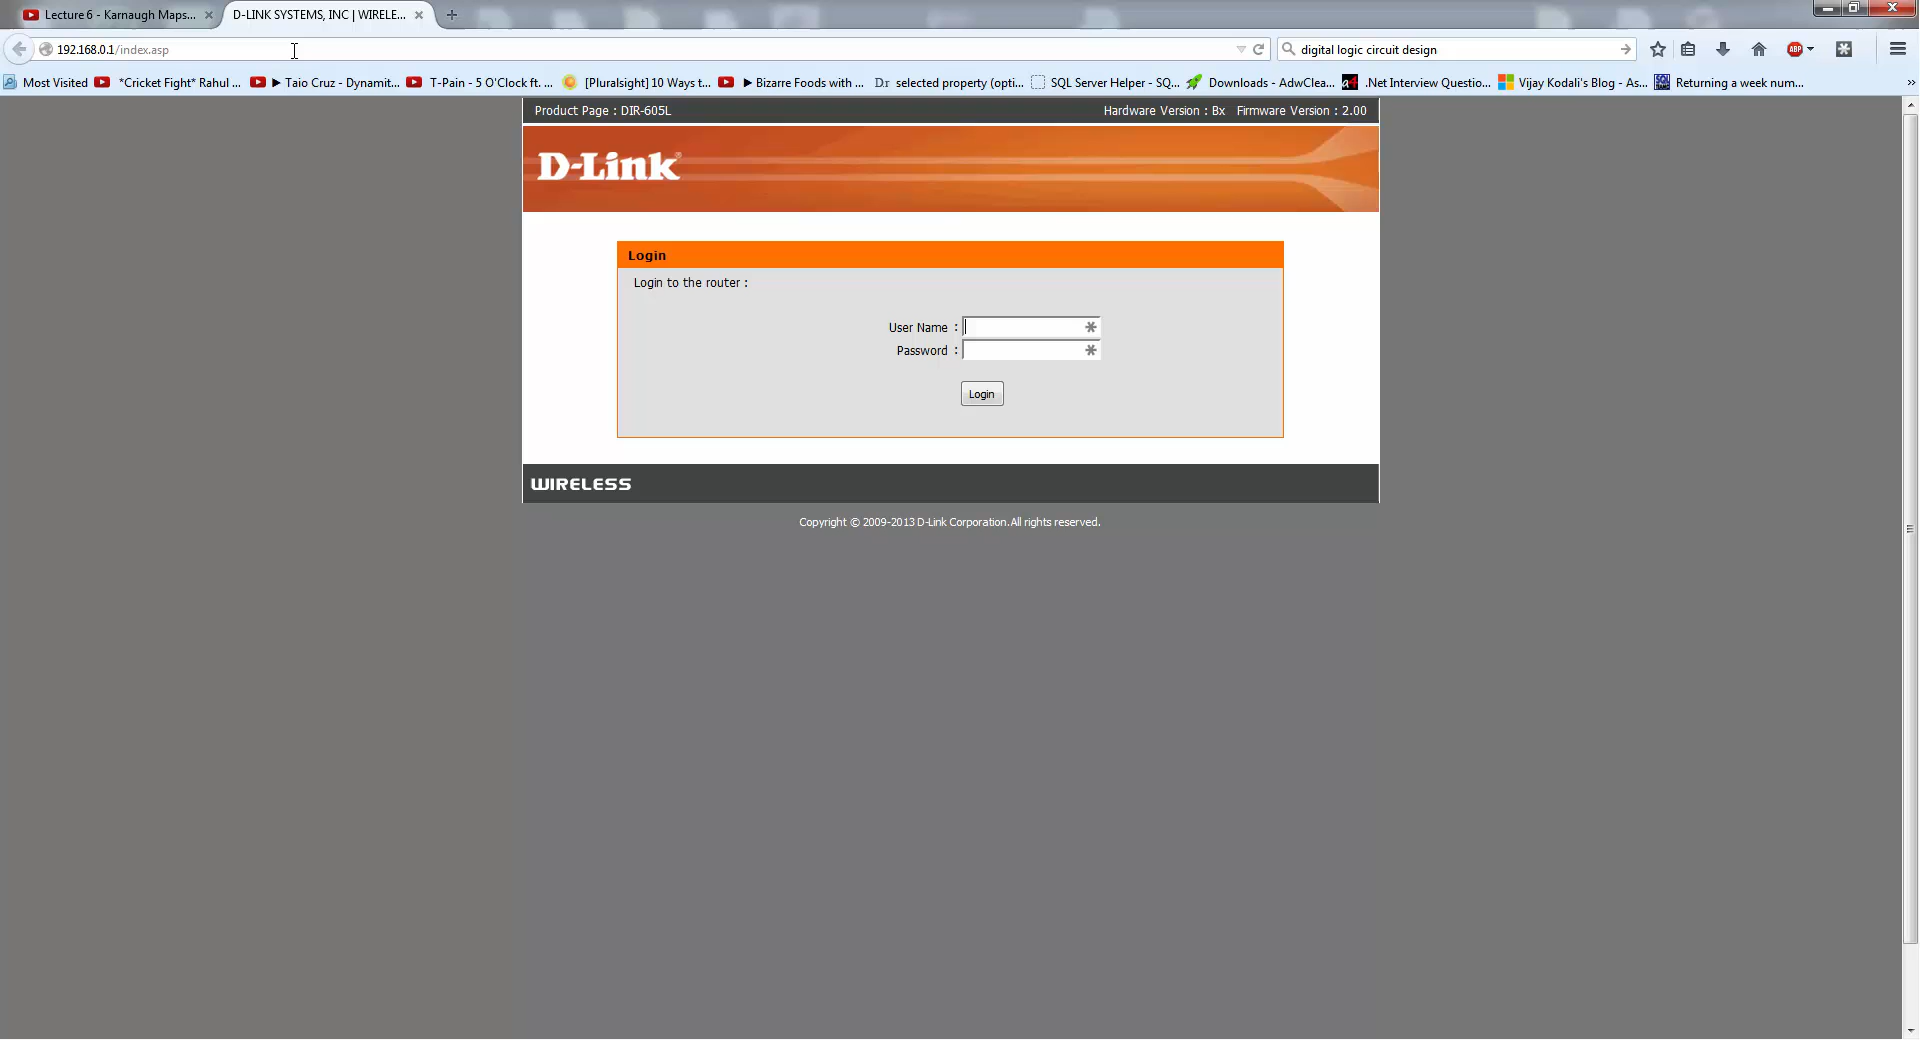 Lecture 6 - Karnaugh Maps...
D-LINK SYSTEMS, INC | WIRELE...
192.168.0.1/index.asp
digital logic circuit design
ABP
Most Visited
*Cricket Fight* Rahul ...
▶ Taio Cruz - Dynamit...
T-Pain - 5 O'Clock ft. ...
[Pluralsight] 10 Ways t...
▶ Bizarre Foods with ...
Dr selected property (opti...
SQL Server Helper - SQ...
Downloads - AdwClea...
.Net Interview Questio...
Vijay Kodali's Blog - As...
Returning a week num...
Product Page : DIR-605L
Hardware Version : Bx Firmware Version : 2.00
D-Link®
Login
Login to the router :
User Name :
Password :
Login
WIRELESS
Copyright © 2009-2013 D-Link Corporation.All rights reserved.